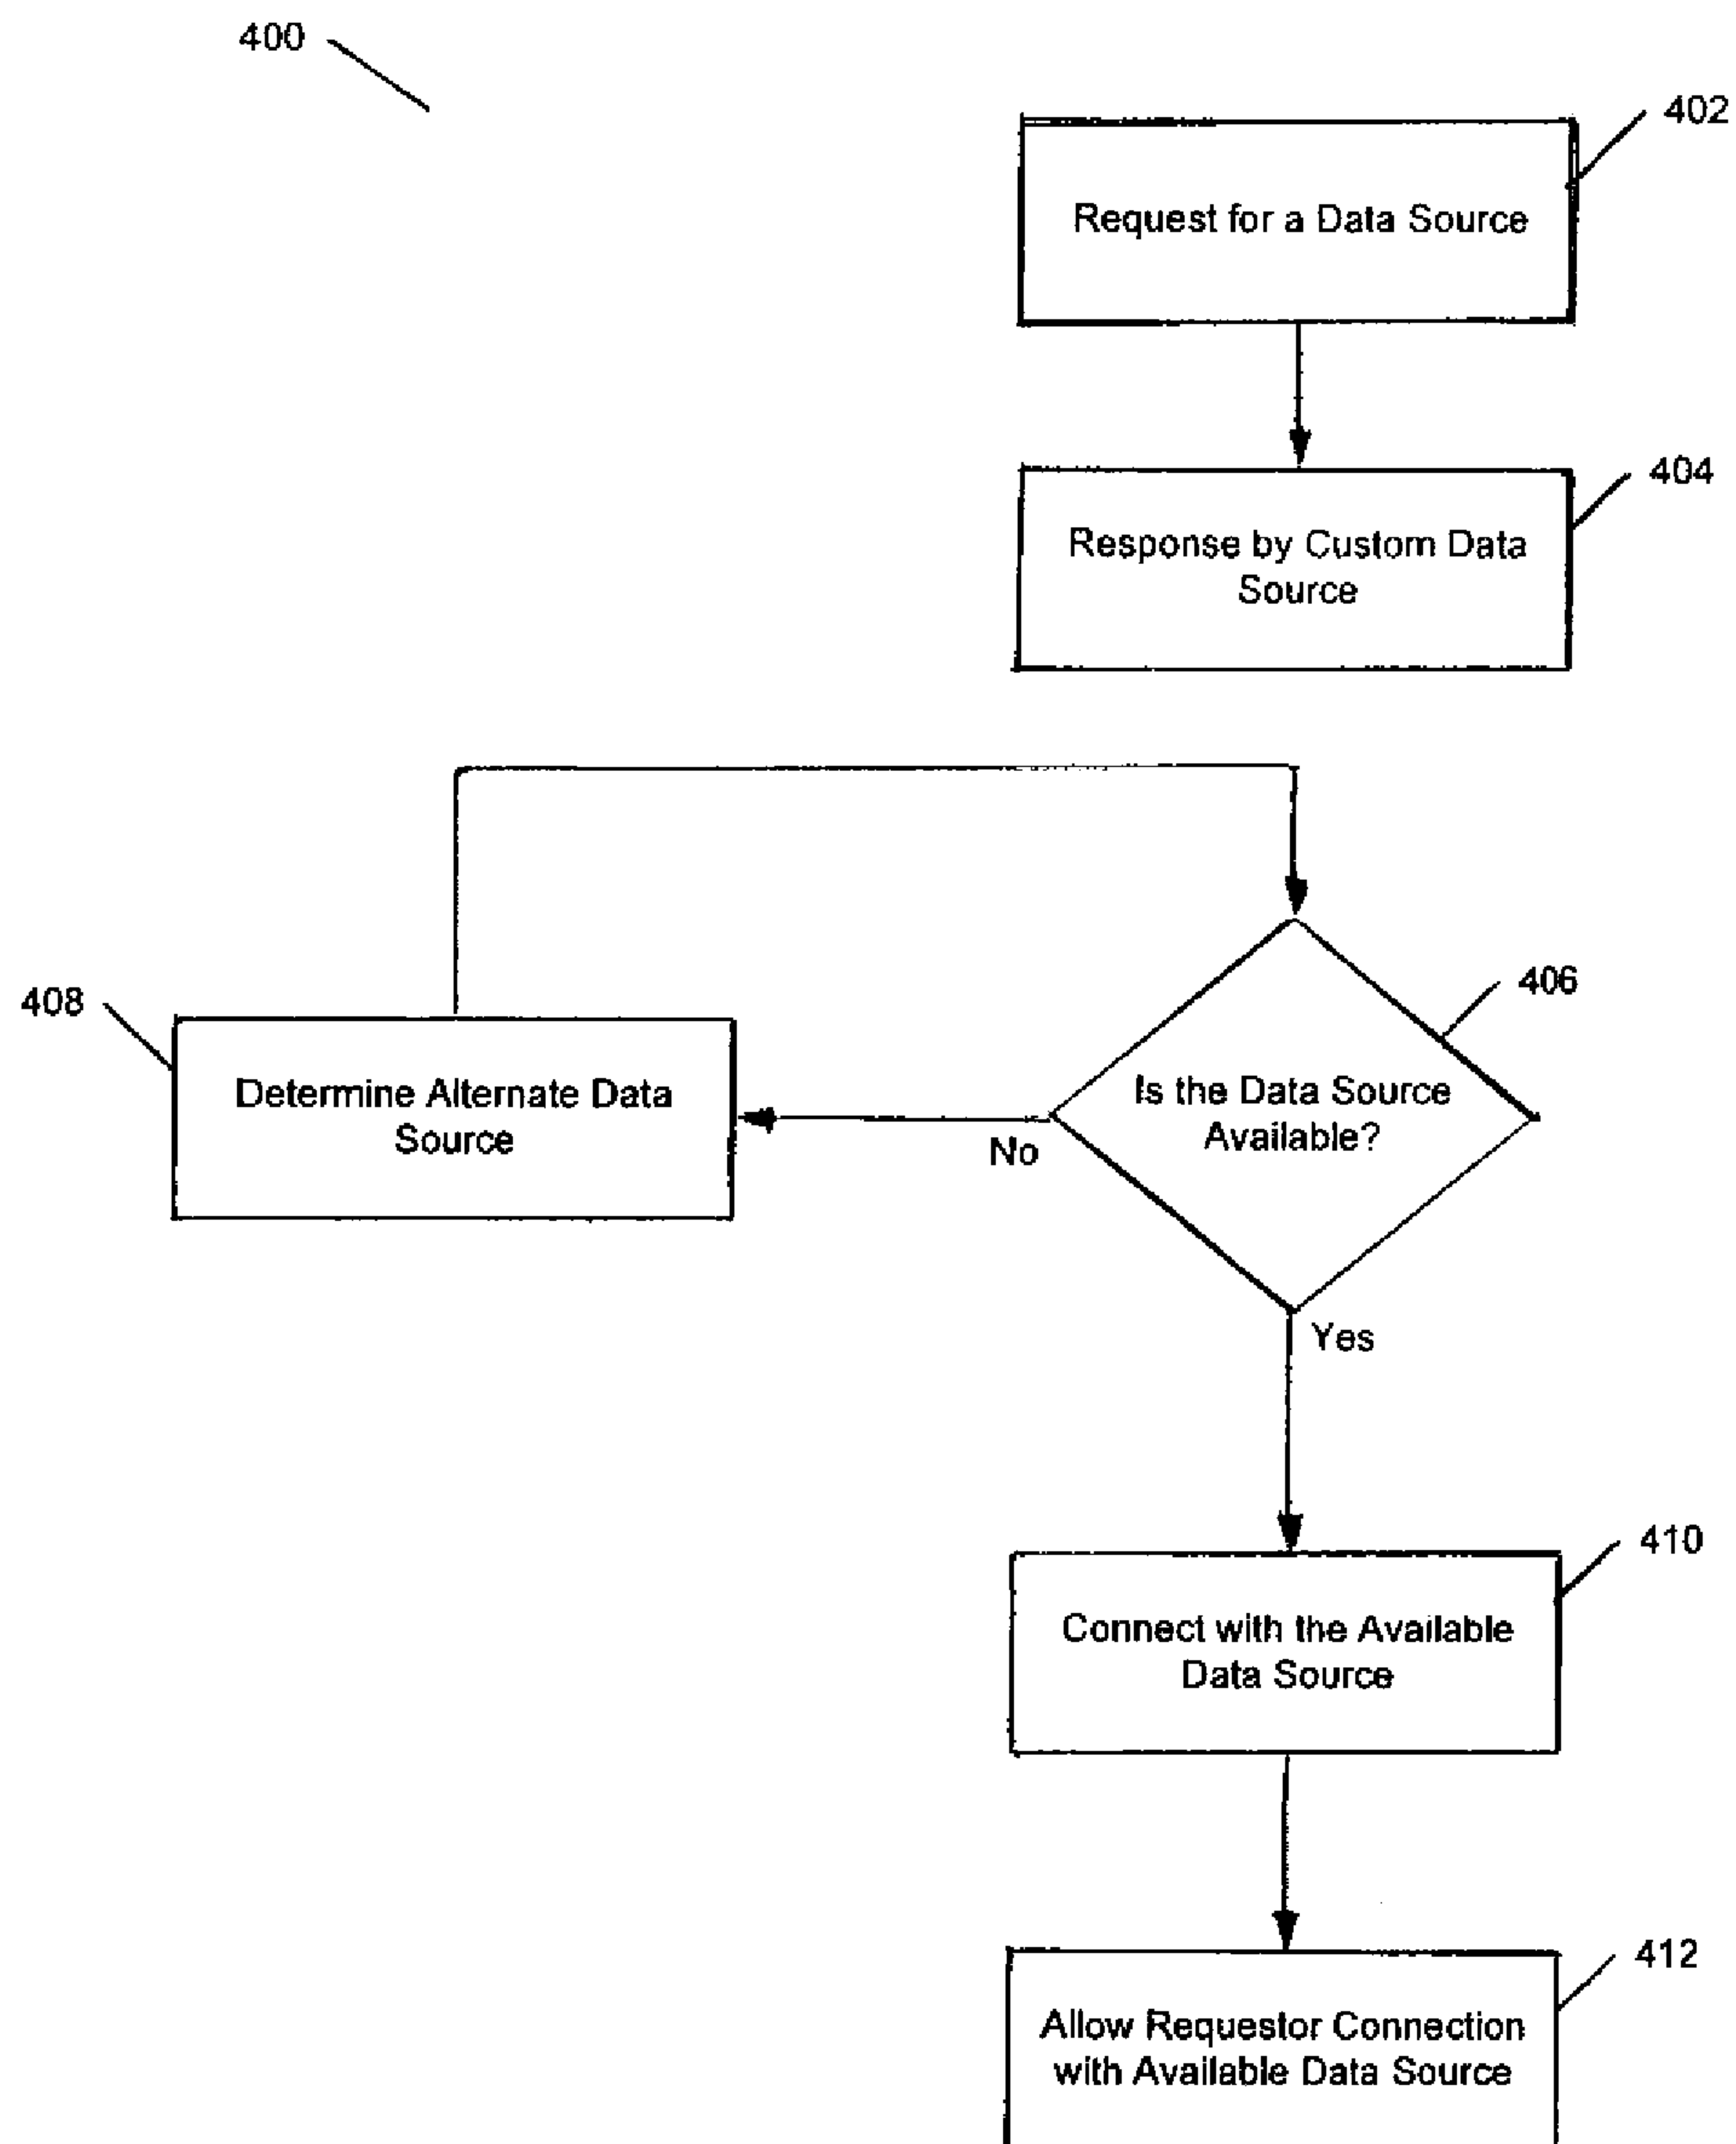 400
402
Request for a Data Source
404
Response by Custom Data
Source
406
408
Is the Data Source
Available?
Determine Alternate Data
Source
No
Yes
410
Connect with the Available
Data Source
412
Allow Requestor Connection
with Available Data Source